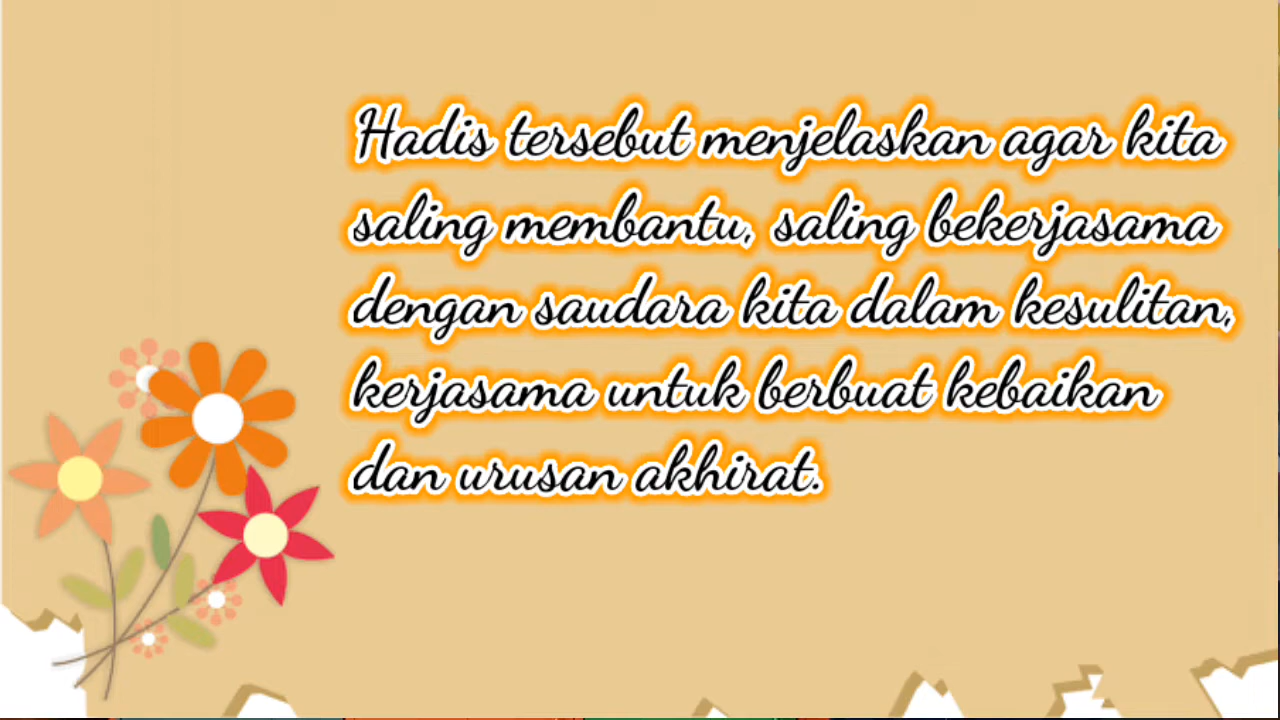 Hadis tersebut menjelaskan agar kita
saling membantu, saling bekerjasama
dengan saudara kita dalam kesulitan,
kerjasama untuk berbuat kebaikan
dan urusan akhirat.